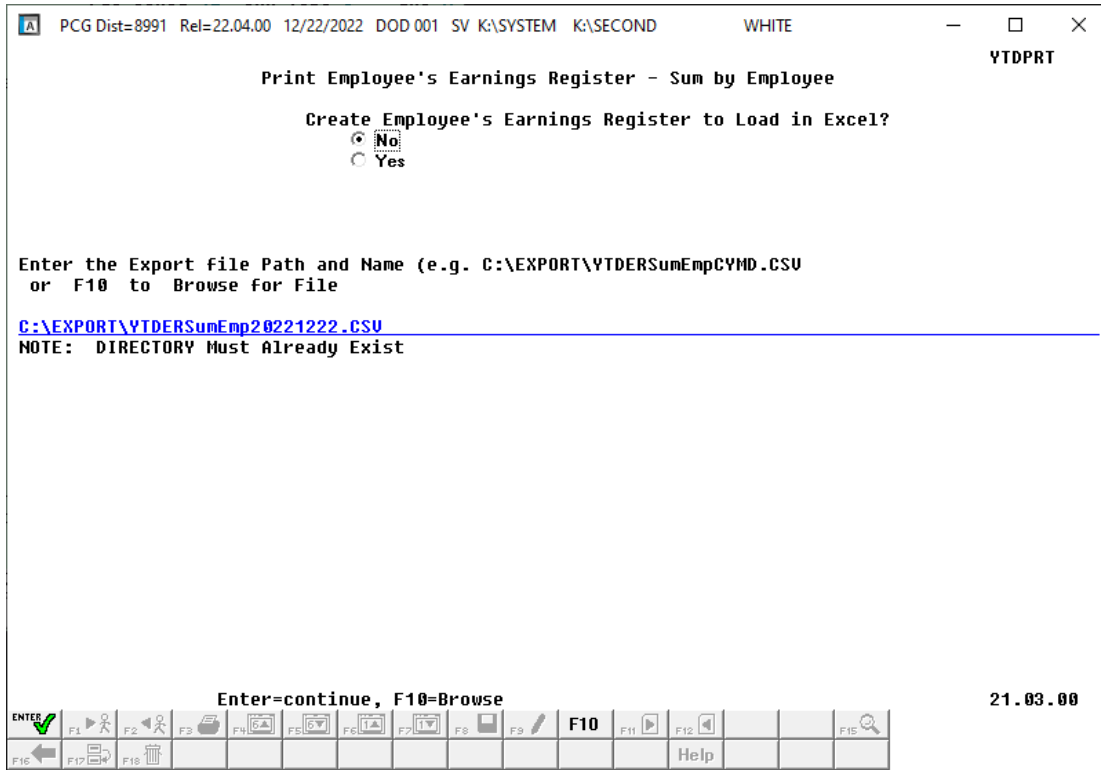 A PCG Dist=8991 Rel=22.04.00 12/22/2022 DOD 001 SV K:\SYSTEM K:\SECOND WHITE
YTDPRT
Print Employee's Earnings Register - Sum by Employee
Create Employee's Earnings Register to Load in Excel?
No
Yes
Enter the Export file Path and Name (e.g. C:\EXPORT\YTDERSumEmpCYMD.CSV
or F10 to Browse for File
C:\EXPORT\YTDERSumEmp20221222.CSV
NOTE: DIRECTORY Must Already Exist
Enter=continue, F10=Browse 21.03.00
ENTER F1 F2 F3 F4 6 F5 6 F6 1 F7 1 F8 F9 F10 F11 F12 F15
F16 F17 F18 Help